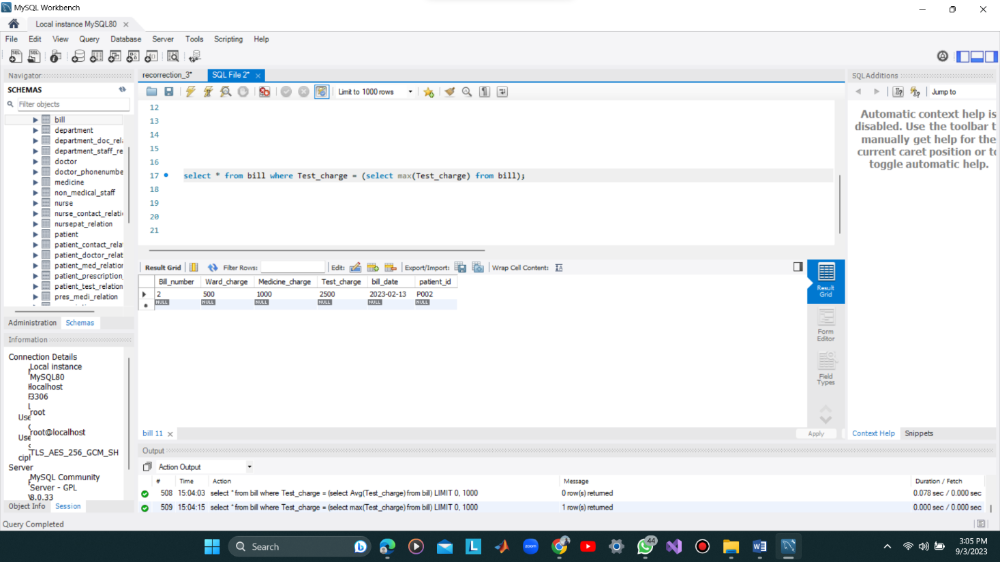 MySQL Workbench
Local instance MySQL80
File Edit View Query Database Server Tools Scripting Help
Navigator
SCHEMAS
Filter objects
bill
department
department_doc_rel
department_staff_re
doctor
doctor_phonenumbe
medicine
non_medical_staff
nurse
nurse_contact_relati
nursepat_relation
patient
patient_contact_rela
patient_doctor_relat
patient_med_relation
patient_prescription_
patient_test_relation
pres_medi_relation
Administration Schemas
Information
Connection Details
Local instance
MySQL80
localhost
3306
root
Use
root@localhost
Use
TLS_AES_256_GCM_SH
cipl
Server
MySQL Community
Server - GPL
8.0.33
Object Info Session
Query Completed
recorrection_3* SQL File 2*
Limit to 1000 rows
12
13
14
15
16
17 select * from bill where Test_charge = (select max(Test_charge) from bill);
18
19
20
21
Result Grid Filter Rows: Edit: Export/Import: Wrap Cell Content:
Bill_number Ward_charge Medicine_charge Test_charge bill_date patient_id
2 500 1000 2500 2023-02-13 P002
NULL NULL NULL NULL NULL NULL
Result
Grid
Form
Editor
Field
Types
bill 11
Apply
Output
Action Output
# Time Action Message Duration / Fetch
508 15:04:03 select * from bill where Test_charge = (select Avg(Test_charge) from bill) LIMIT 0, 1000 0 row(s) returned 0.078 sec / 0.000 sec
509 15:04:15 select * from bill where Test_charge = (select max(Test_charge) from bill) LIMIT 0, 1000 1 row(s) returned 0.000 sec / 0.000 sec
SQLAdditions
Jump to
Automatic context help is
disabled. Use the toolbar t
manually get help for the
current caret position or to
toggle automatic help.
Context Help Snippets
Search
zoom
44
3:05 PM
9/3/2023